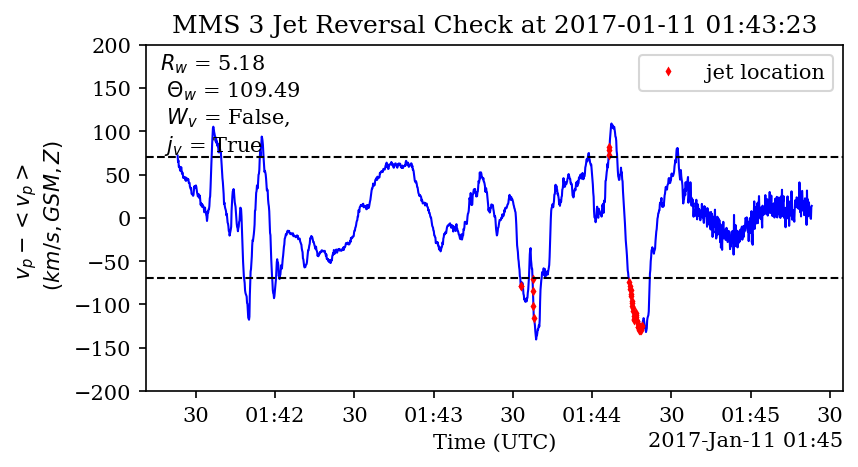 MMS 3 Jet Reversal Check at 2017-01-11 01:43:23
R_w = 5.18
Θ_w = 109.49
W_v = False,
j_v = True
jet location
v_p − <v_p>
(km/s, GSM, Z)
200
150
100
50
0
−50
−100
−150
−200
30 01:42 30 01:43 30 01:44 30 01:45 30
Time (UTC)
2017-Jan-11 01:45